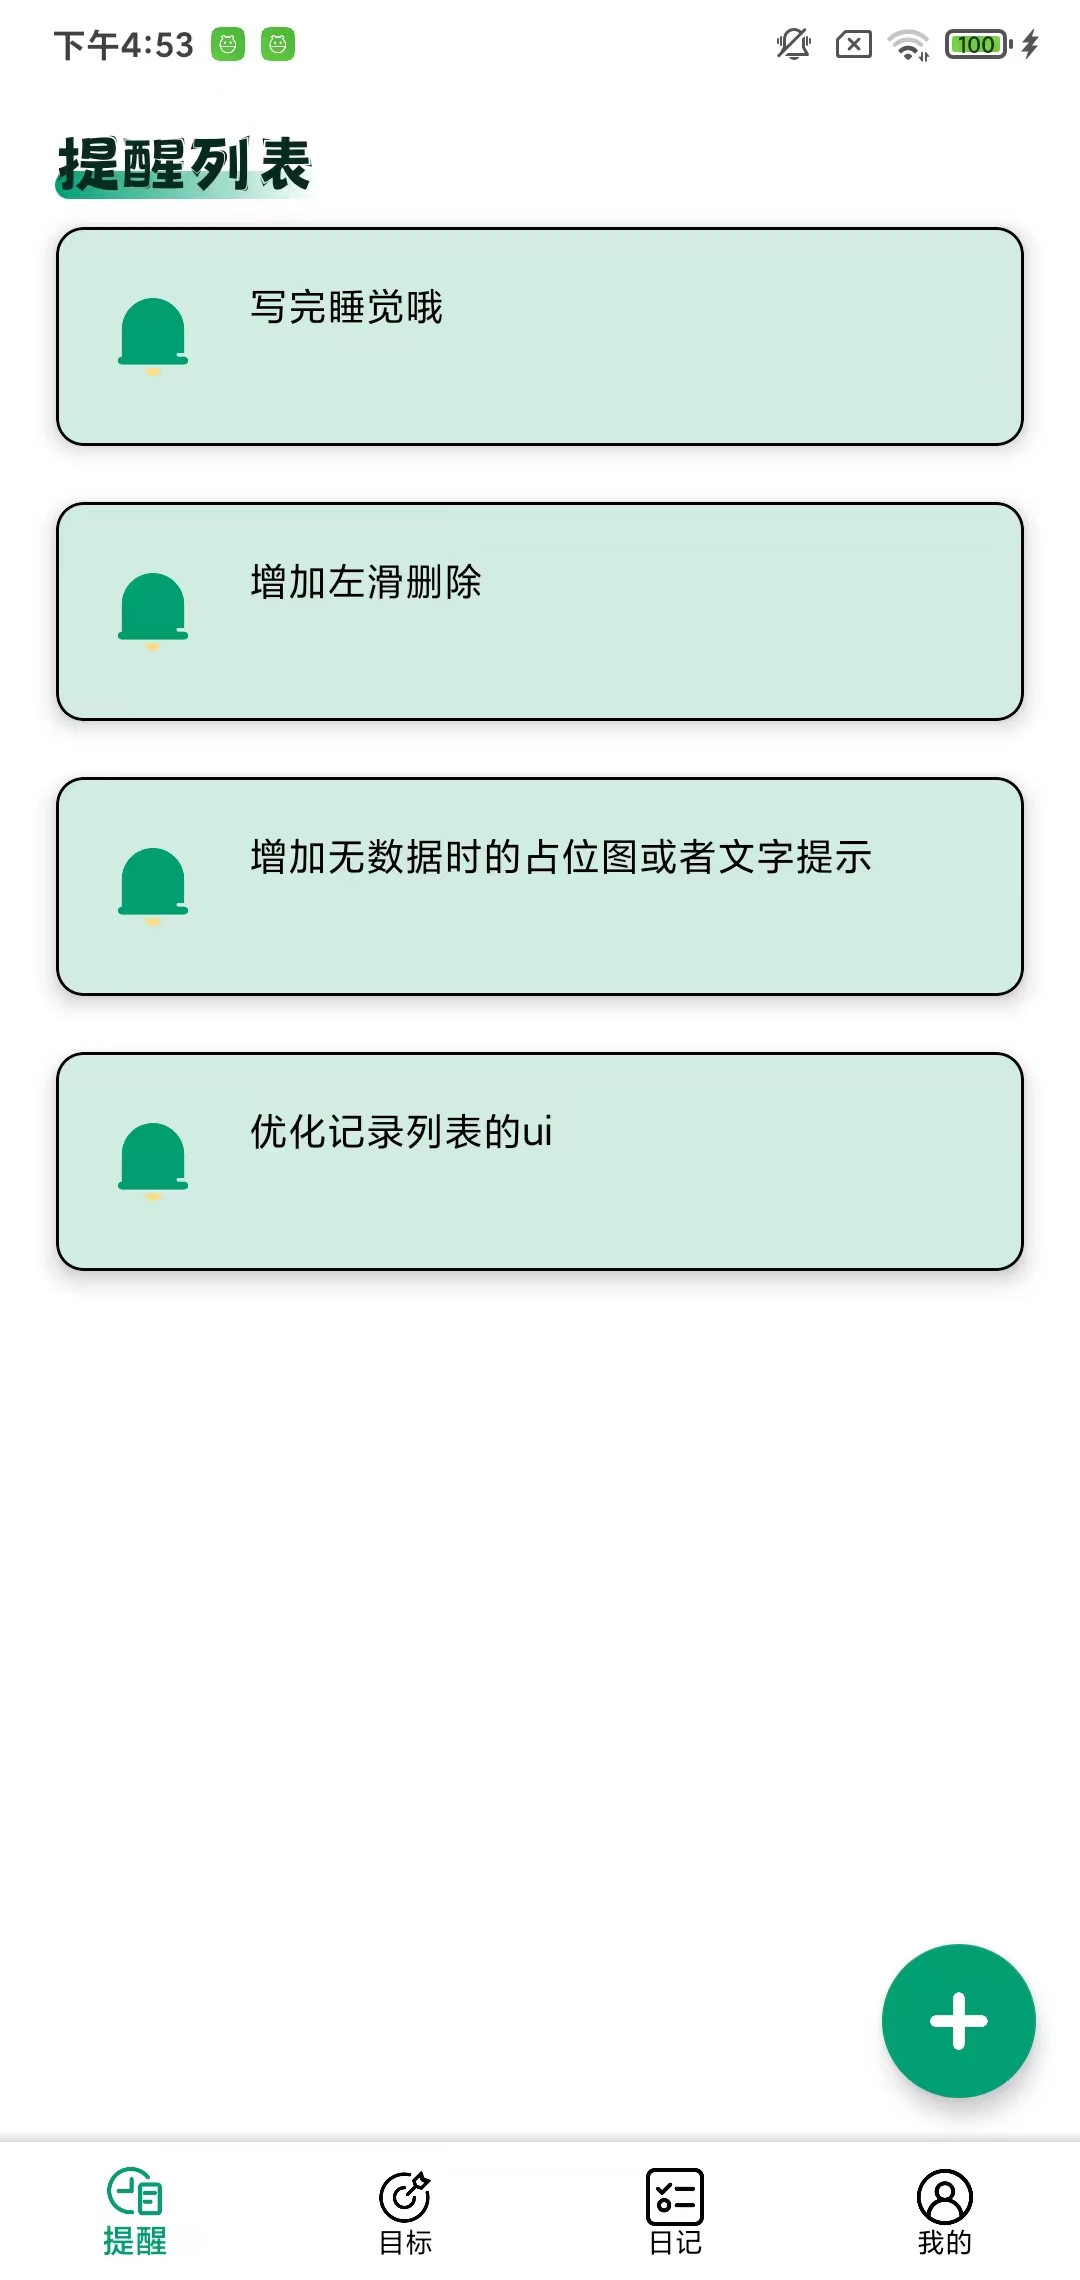 下午4:53
100
提醒列表
写完睡觉哦
增加左滑删除
增加无数据时的占位图或者文字提示
优化记录列表的ui
提醒
目标
日记
我的